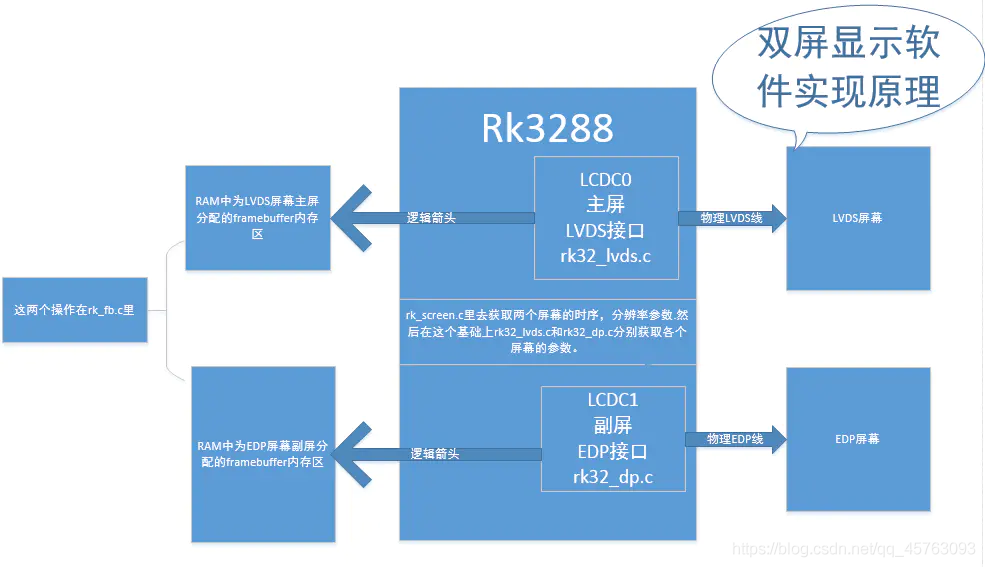 双屏显示软
件实现原理
Rk3288
LCDC0
主屏
LVDS接口
rk32_lvds.c
RAM中为LVDS屏幕主屏
分配的framebuffer内存
区
逻辑箭头
物理LVDS线
LVDS屏幕
这两个操作在rk_fb.c里
rk_screen.c里去获取两个屏幕的时序，分辨率参数.然
后在这个基础上rk32_lvds.c和rk32_dp.c分别获取各个
屏幕的参数。
LCDC1
副屏
EDP接口
rk32_dp.c
RAM中为EDP屏幕副屏分
配的framebuffer内存区
逻辑箭头
物理EDP线
EDP屏幕
https://blog.csdn.net/qq_45763093